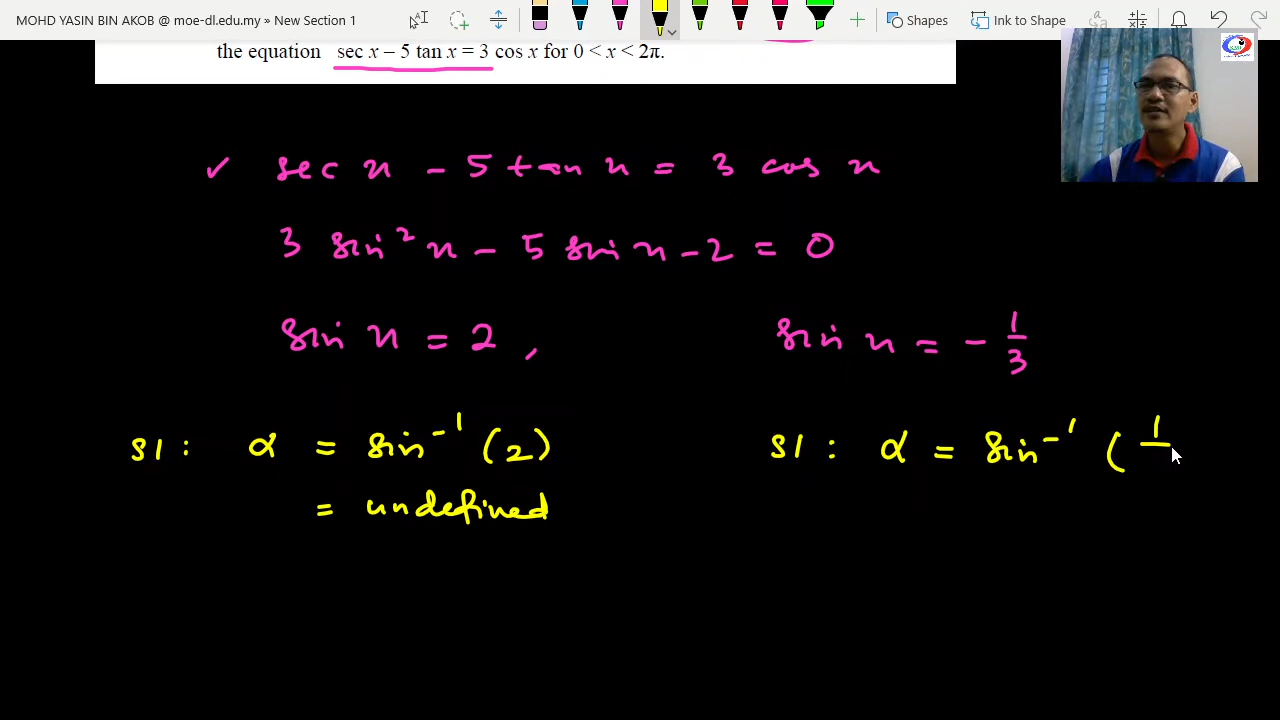 MOHD YASIN BIN AKOB @ moe-dl.edu.my » New Section 1
Shapes
Ink to Shape
the equation sec x – 5 tan x = 3 cos x for 0 < x < 2π.
✓ sec x - 5 tan x = 3 cos x
3 sin² x - 5 sin x - 2 = 0
sin x = 2 , sin x = - 1/3
S1 : α = sin⁻¹ (2) S1 : α = sin⁻¹ ( 1
= undefined